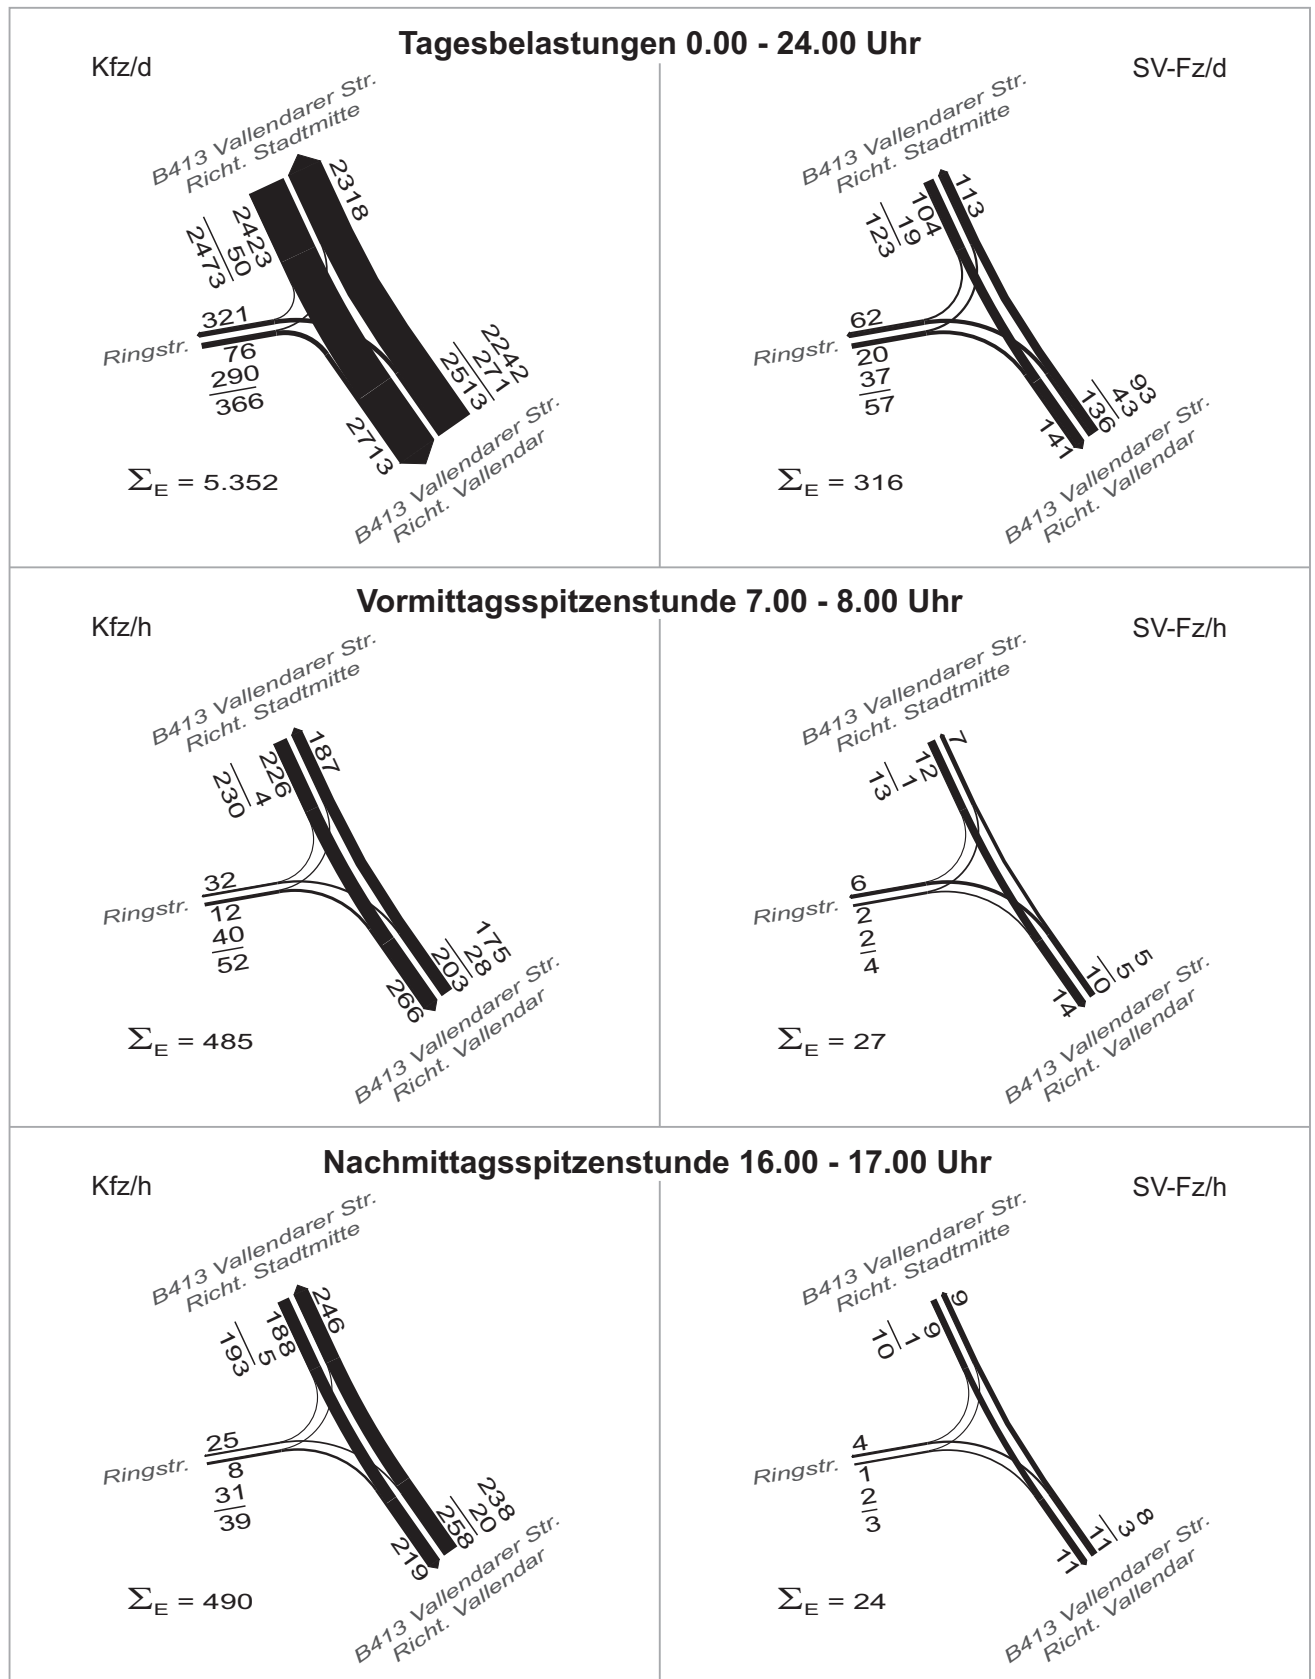 Tagesbelastungen 0.00 - 24.00 Uhr
Kfz/d
B413 Vallendarer Str.
Richt. Stadtmitte
2318
2423
50
2473
321
Ringstr.
76
290
366
2242
271
2513
2713
B413 Vallendarer Str.
Richt. Vallendar
ΣE = 5.352
SV-Fz/d
B413 Vallendarer Str.
Richt. Stadtmitte
113
104
19
123
62
Ringstr.
20
37
57
93
43
136
141
B413 Vallendarer Str.
Richt. Vallendar
ΣE = 316
Vormittagsspitzenstunde 7.00 - 8.00 Uhr
Kfz/h
B413 Vallendarer Str.
Richt. Stadtmitte
187
226
4
230
32
Ringstr.
12
40
52
175
28
203
266
B413 Vallendarer Str.
Richt. Vallendar
ΣE = 485
SV-Fz/h
B413 Vallendarer Str.
Richt. Stadtmitte
7
12
1
13
6
Ringstr.
2
2
4
5
5
10
14
B413 Vallendarer Str.
Richt. Vallendar
ΣE = 27
Nachmittagsspitzenstunde 16.00 - 17.00 Uhr
Kfz/h
B413 Vallendarer Str.
Richt. Stadtmitte
246
188
5
193
25
Ringstr.
8
31
39
238
20
258
219
B413 Vallendarer Str.
Richt. Vallendar
ΣE = 490
SV-Fz/h
B413 Vallendarer Str.
Richt. Stadtmitte
9
9
1
10
4
Ringstr.
1
2
3
8
3
11
11
B413 Vallendarer Str.
Richt. Vallendar
ΣE = 24